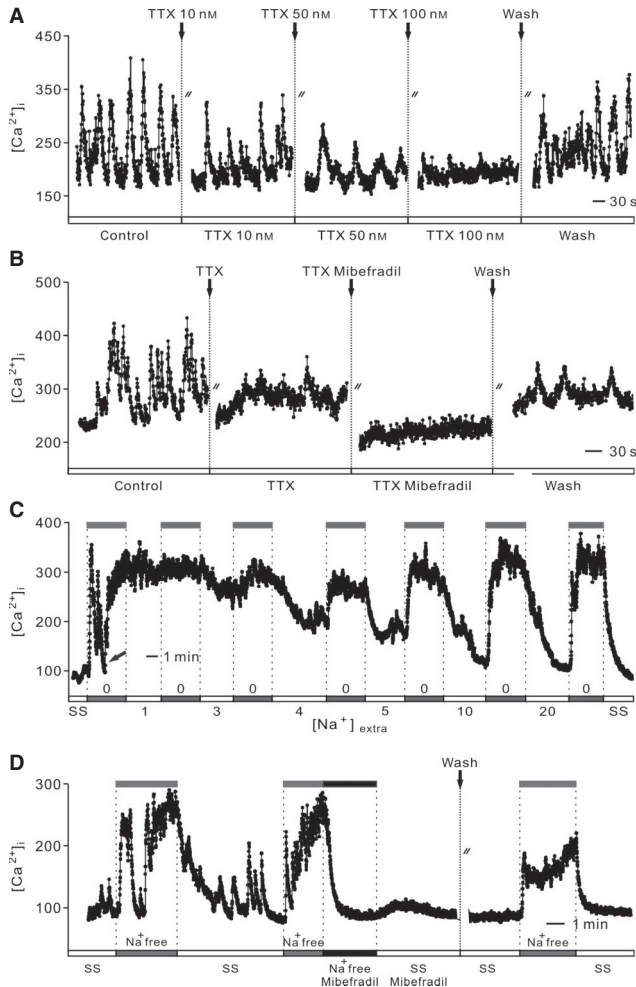 A
TTX 10 nM TTX 50 nM TTX 100 nM Wash
450
350
250
150
[Ca2+]i
// // // //
30 s
Control TTX 10 nM TTX 50 nM TTX 100 nM Wash
B
TTX TTX Mibefradil Wash
500
400
300
200
[Ca2+]i
// // //
30 s
Control TTX TTX Mibefradil Wash
C
400
300
200
100
[Ca2+]i
1 min
0 0 0 0 0 0 0
SS 1 3 4 5 10 20 SS
[Na+] extra
D
Wash
300
200
100
0
[Ca2+]i
//
1 min
Na+ free Na+ free Na+ free
SS SS Na+ free SS SS
Mibefradil Mibefradil